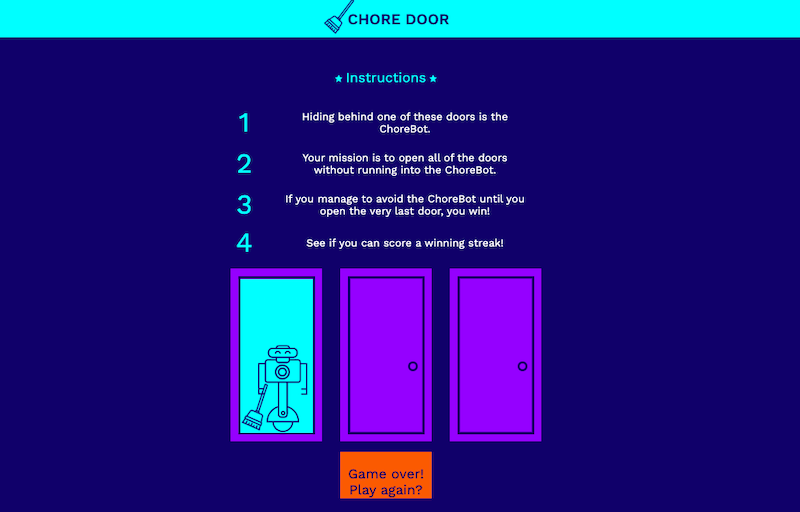 CHORE DOOR
Instructions
1
Hiding behind one of these doors is the
ChoreBot.
2
Your mission is to open all of the doors
without running into the ChoreBot.
3
If you manage to avoid the ChoreBot until you
open the very last door, you win!
4
See if you can score a winning streak!
Game over!
Play again?